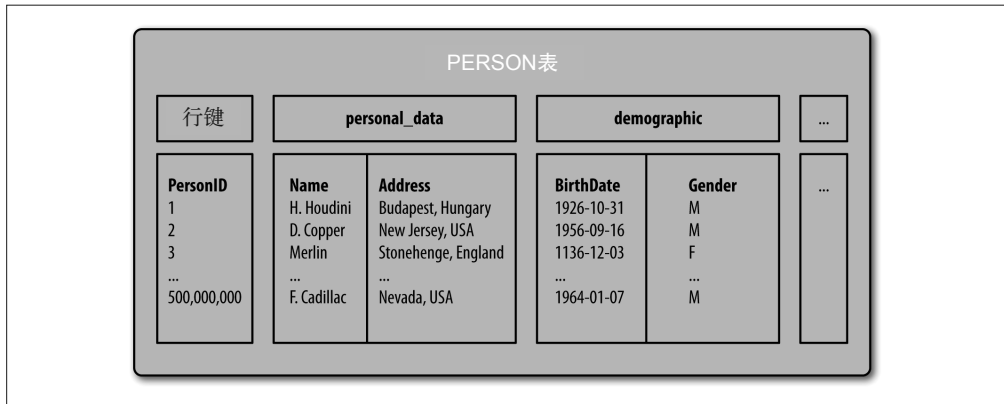 PERSON表
行键 personal_data demographic ...
PersonID Name Address BirthDate Gender ...
1 H. Houdini Budapest, Hungary 1926-10-31 M
2 D. Copper New Jersey, USA 1956-09-16 M
3 Merlin Stonehenge, England 1136-12-03 F
... ... ... ... ...
500,000,000 F. Cadillac Nevada, USA 1964-01-07 M